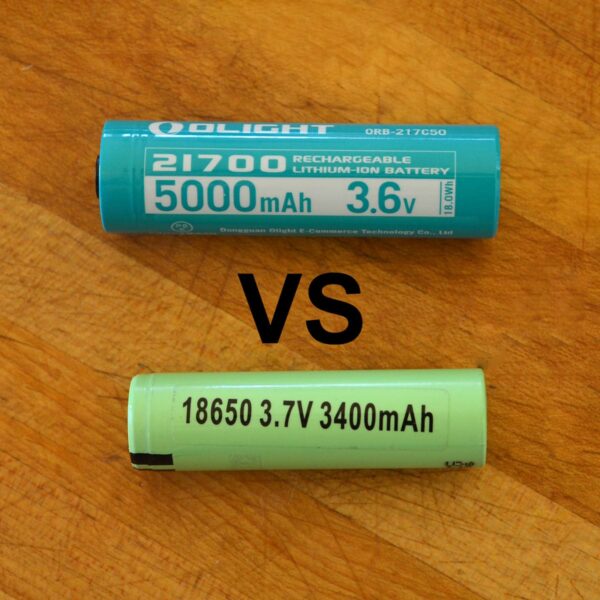 OLIGHT ORB-217C50
21700 RECHARGEABLE
LITHIUM-ION BATTERY
5000mAh 3.6V 18.0Wh
Dongguan Olight E-Commerce Technology Co., Ltd
VS
18650 3.7V 3400mAh